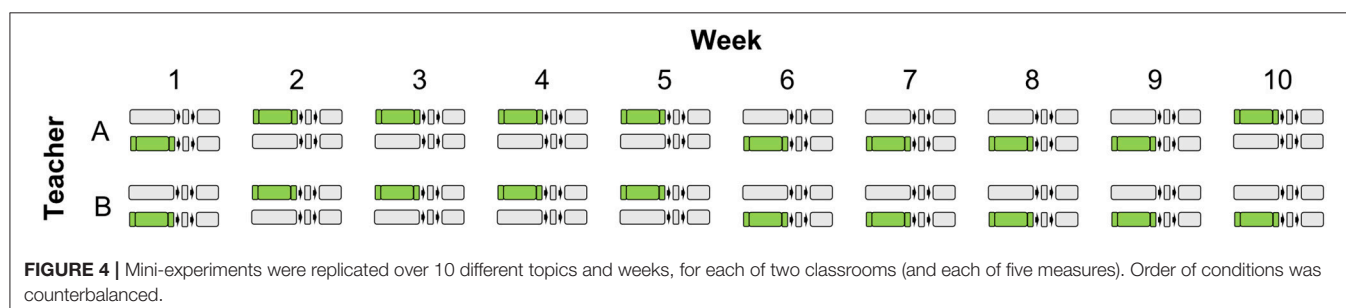 Week
1 2 3 4 5 6 7 8 9 10
Teacher
A
B
FIGURE 4 | Mini-experiments were replicated over 10 different topics and weeks, for each of two classrooms (and each of five measures). Order of conditions was
counterbalanced.